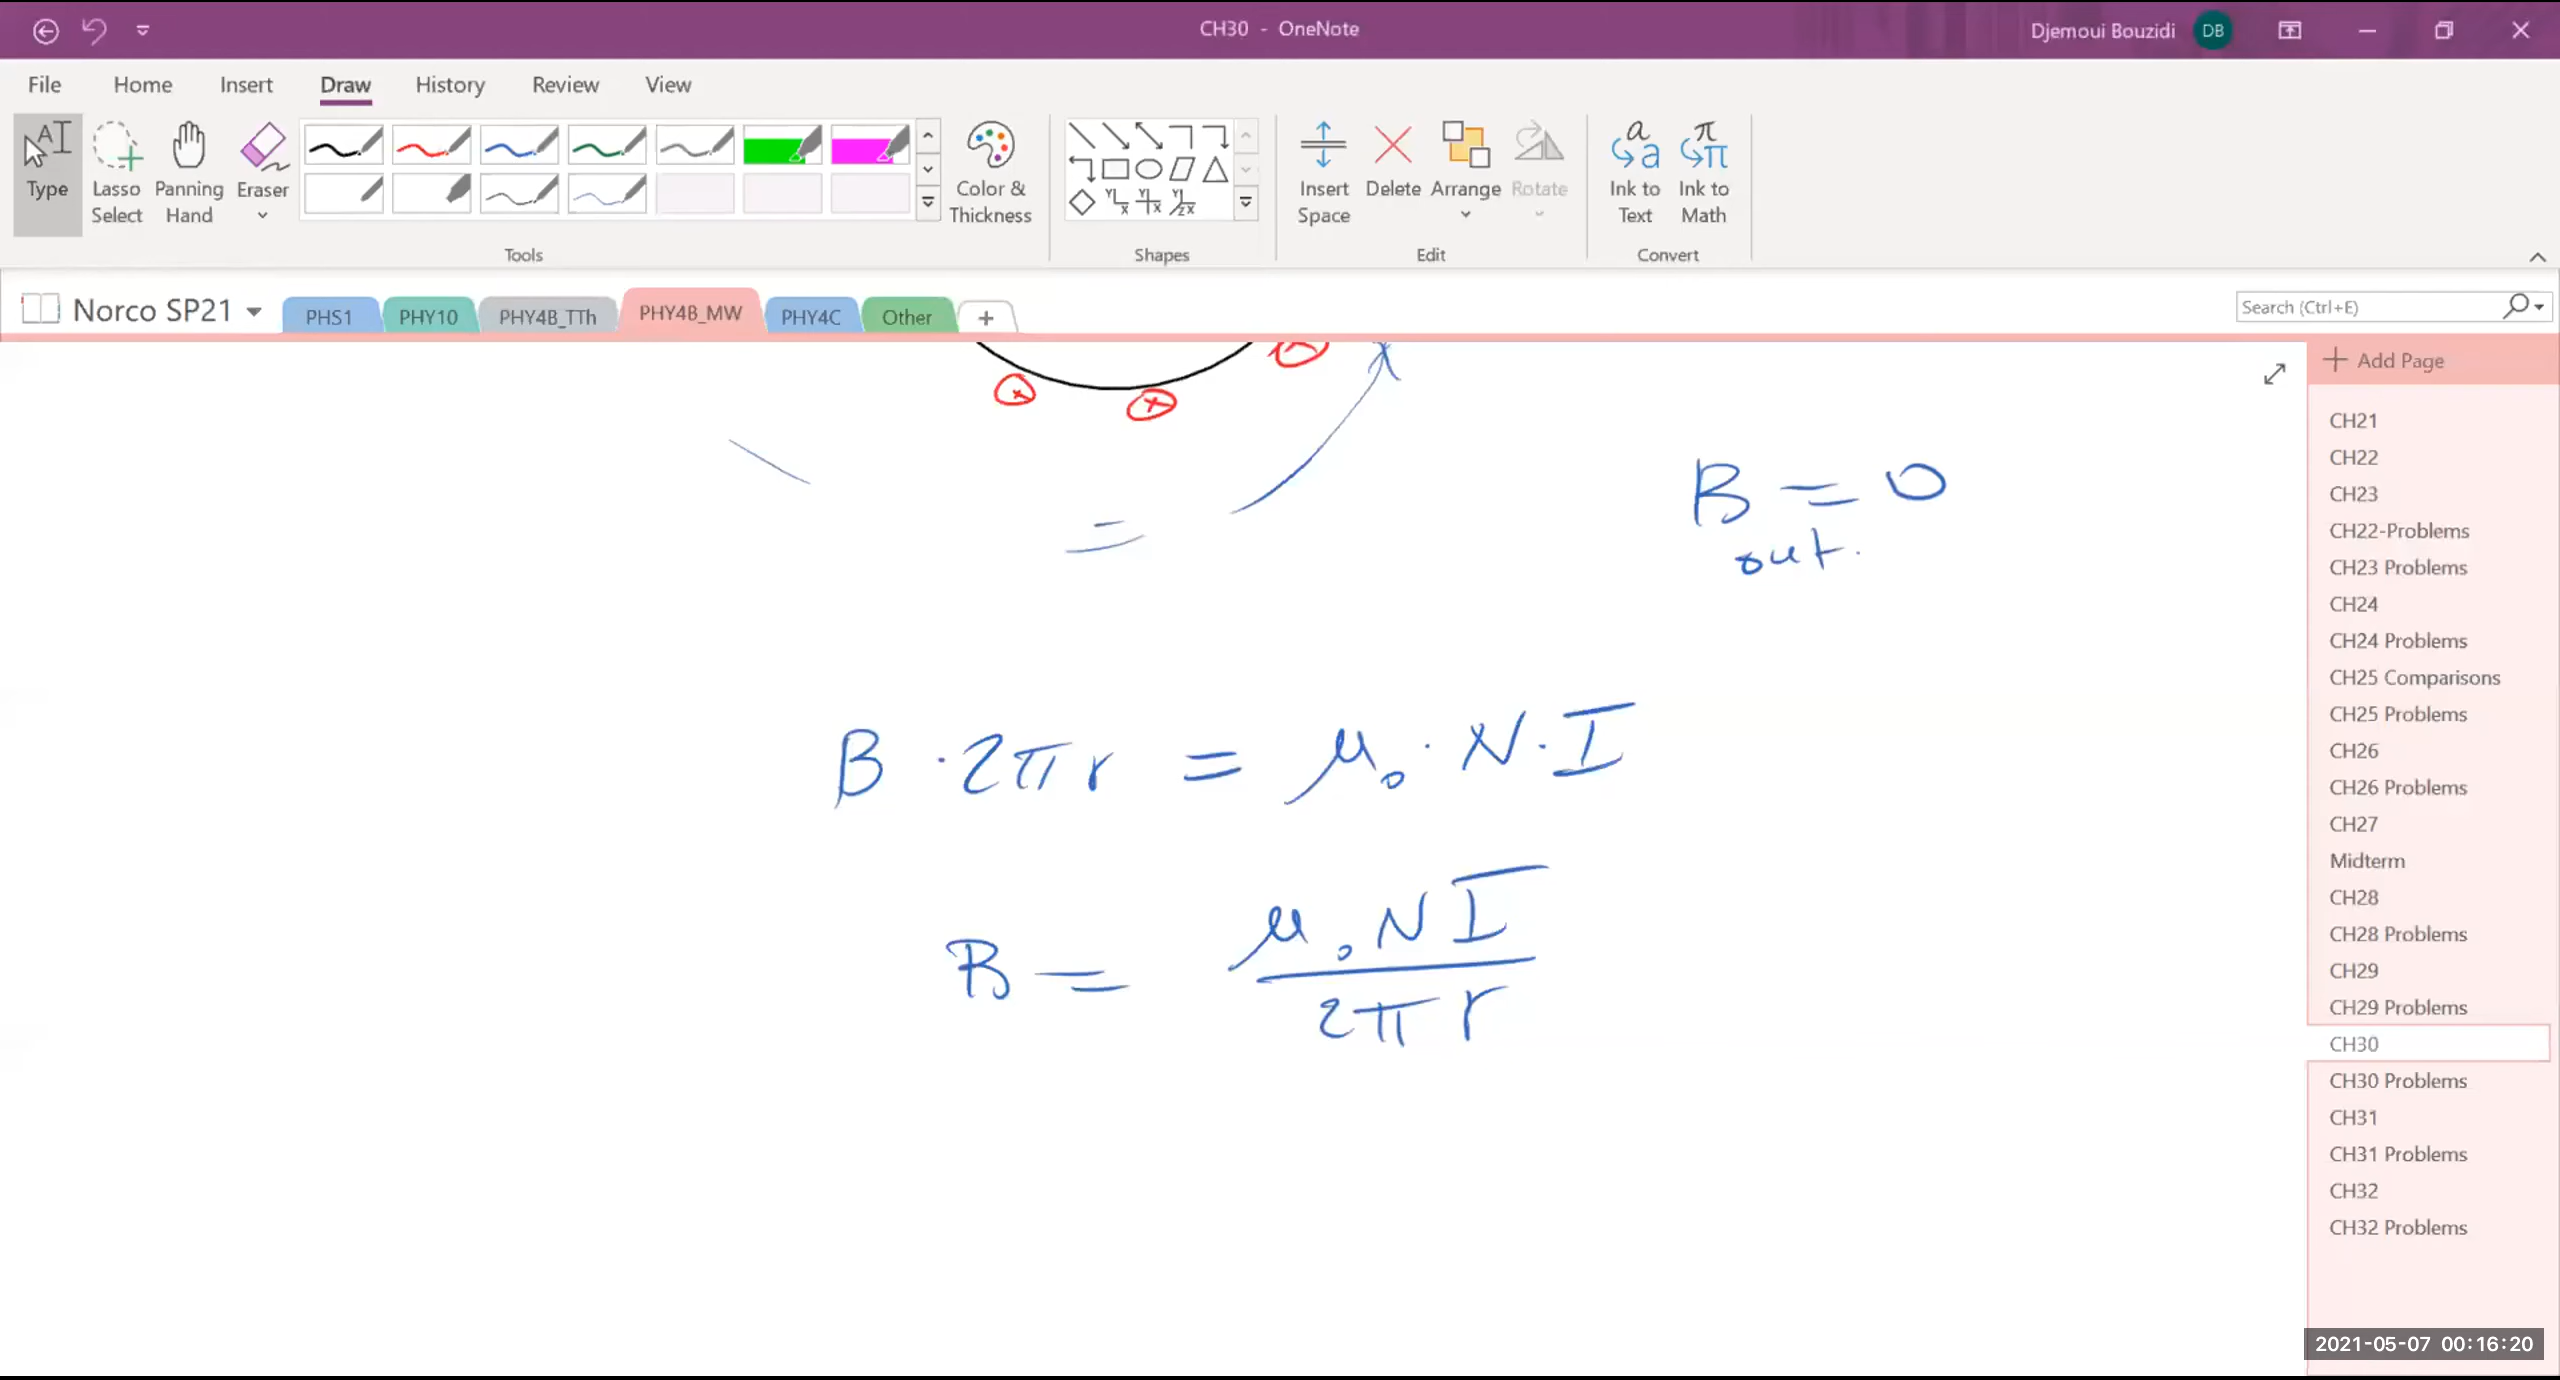 CH30 - OneNote
Djemoui Bouzidi DB
File Home Insert Draw History Review View
Type Lasso Select Panning Hand Eraser Color & Thickness Insert Space Delete Arrange Rotate Ink to Text Ink to Math
Tools Shapes Edit Convert
Norco SP21 PHS1 PHY10 PHY4B_TTh PHY4B_MW PHY4C Other + Search (Ctrl+E)
Add Page
CH21
CH22
CH23
CH22-Problems
CH23 Problems
CH24
CH24 Problems
CH25 Comparisons
CH25 Problems
CH26
CH26 Problems
CH27
Midterm
CH28
CH28 Problems
CH29
CH29 Problems
CH30
CH30 Problems
CH31
CH31 Problems
CH32
CH32 Problems
=
B = 0
out.
B · 2πr = μ₀ · N · I
B = μ₀NI / 2πr
2021-05-07 00:16:20